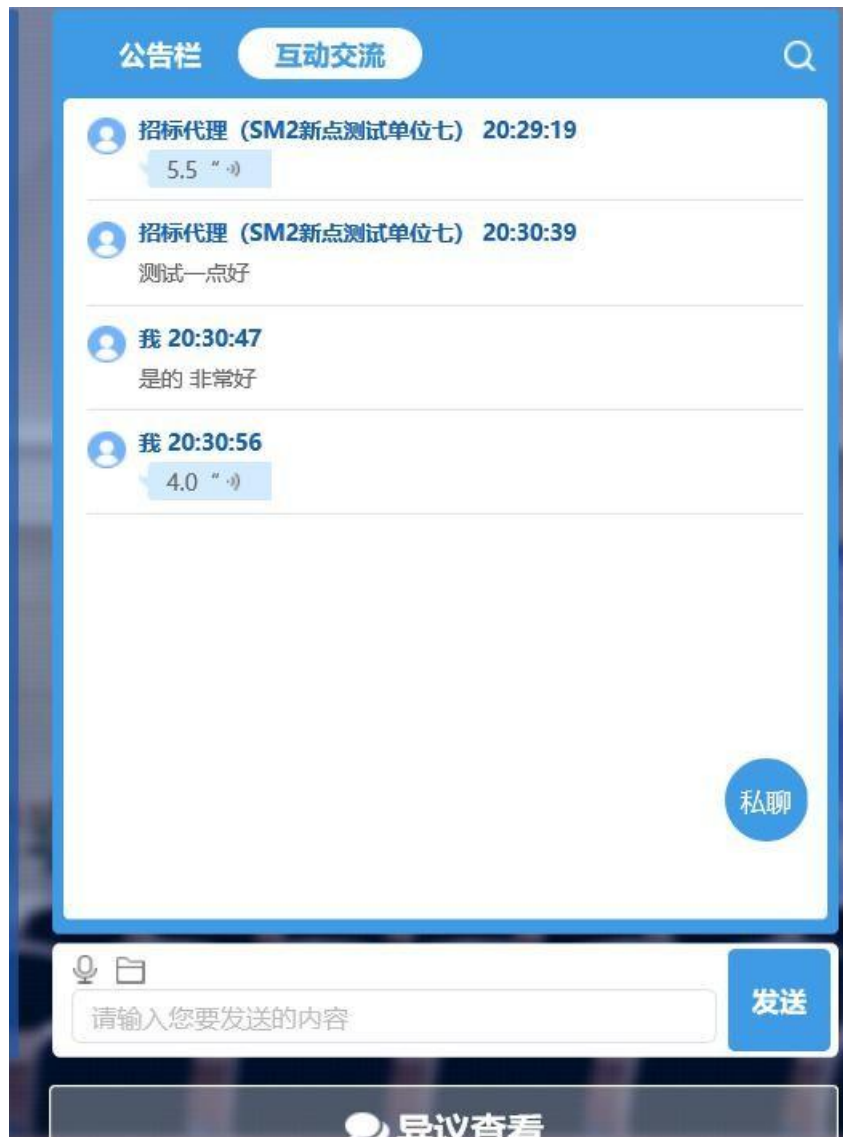 公告栏 互动交流
招标代理（SM2新点测试单位七） 20:29:19
5.5 "
招标代理（SM2新点测试单位七） 20:30:39
测试一点好
我 20:30:47
是的 非常好
我 20:30:56
4.0 "
私聊
请输入您要发送的内容
发送
异议查看